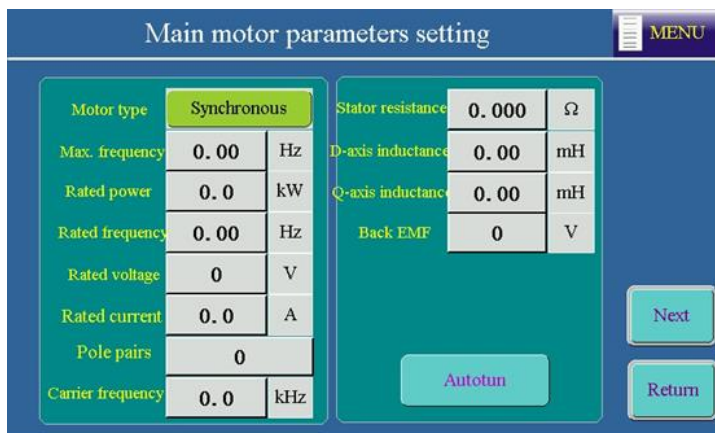 Main motor parameters setting
MENU
Motor type Synchronous
Max. frequency 0.00 Hz
Rated power 0.0 kW
Rated frequency 0.00 Hz
Rated voltage 0 V
Rated current 0.0 A
Pole pairs 0
Carrier frequency 0.0 kHz
Stator resistance 0.000 Ω
D-axis inductance 0.00 mH
Q-axis inductance 0.00 mH
Back EMF 0 V
Autotun
Next
Return